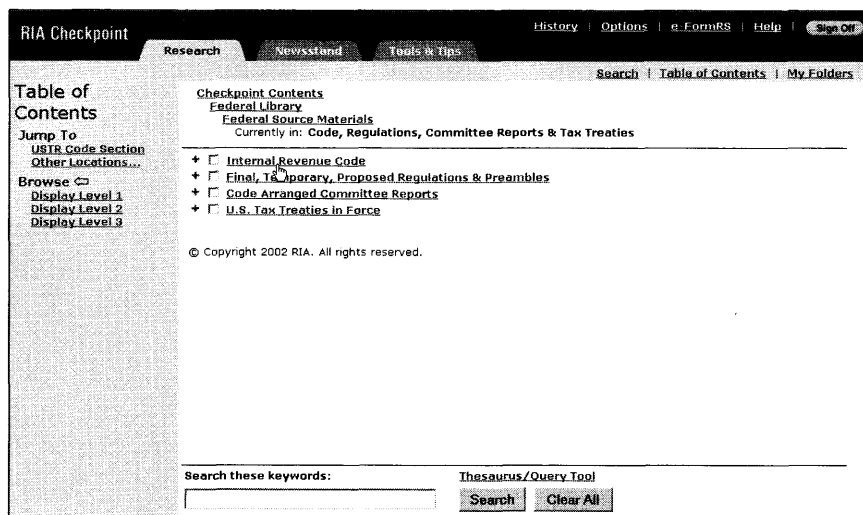 RIA Checkpoint
History | Options | e-FormRS | Help | Sign Off
Research Newsstand Tools & Tips
Search | Table of Contents | My Folders
Table of
Contents
Jump To
USTR Code Section
Other Locations...
Browse
Display Level 1
Display Level 2
Display Level 3
Checkpoint Contents
Federal Library
Federal Source Materials
Currently in: Code, Regulations, Committee Reports & Tax Treaties
+ Internal Revenue Code
+ Final, Temporary, Proposed Regulations & Preambles
+ Code Arranged Committee Reports
+ U.S. Tax Treaties in Force
© Copyright 2002 RIA. All rights reserved.
Search these keywords:
Thesaurus/Query Tool
Search Clear All